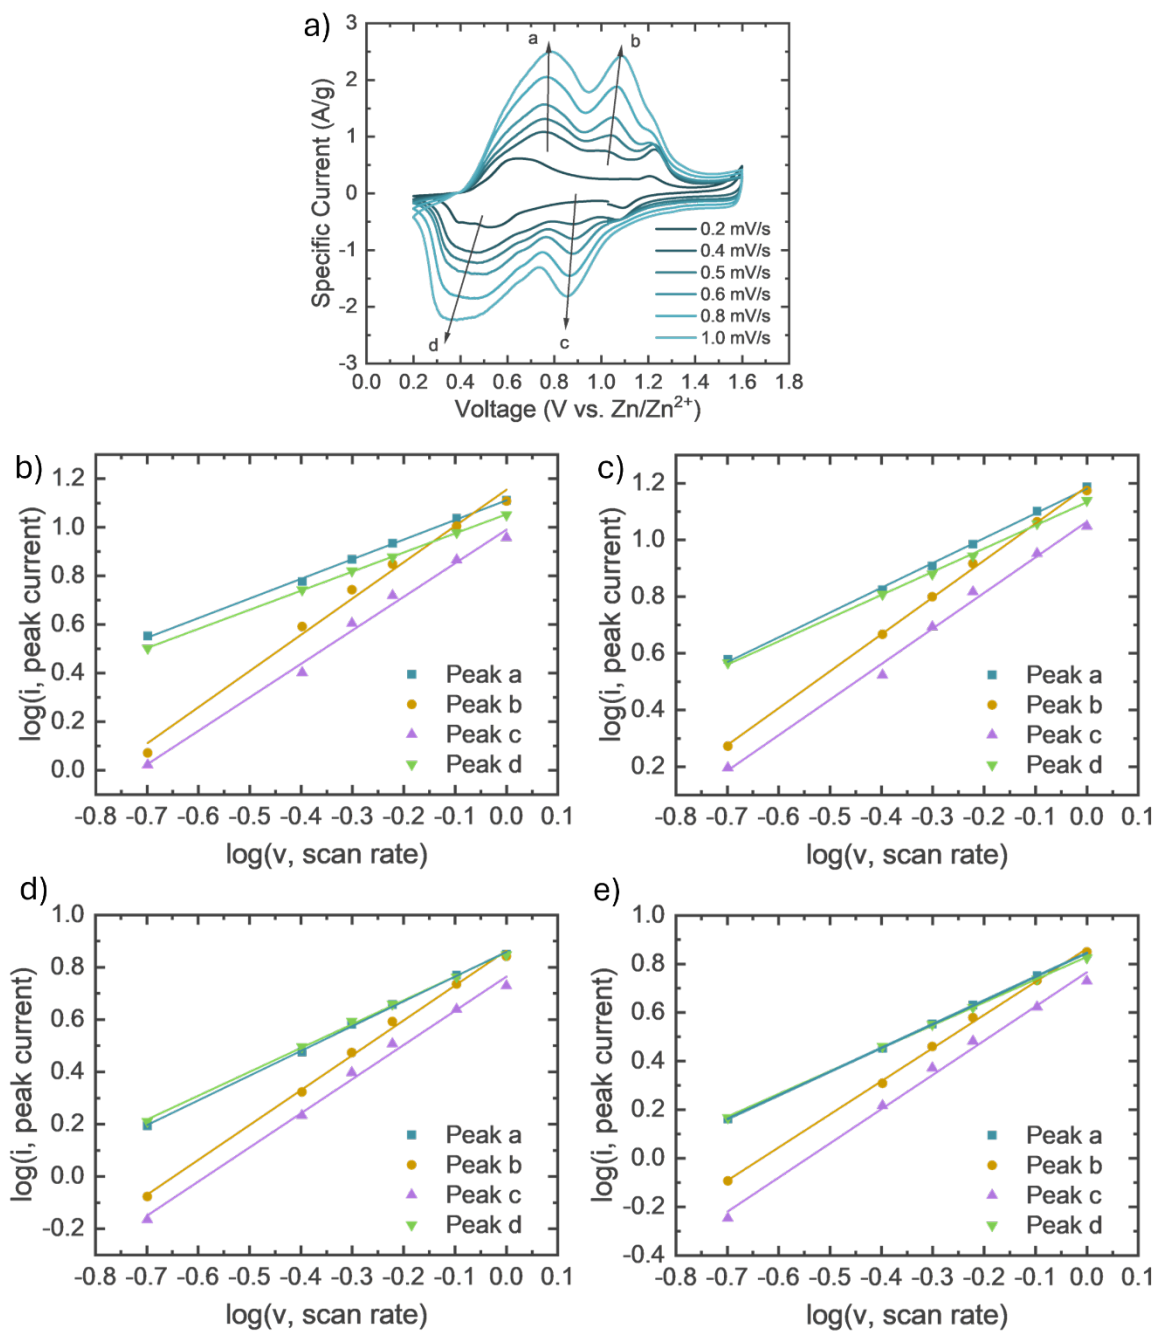 a)
3
2
1
0
-1
-2
-3
Specific Current (A/g)
a
b
c
d
0.2 mV/s
0.4 mV/s
0.5 mV/s
0.6 mV/s
0.8 mV/s
1.0 mV/s
0.0 0.2 0.4 0.6 0.8 1.0 1.2 1.4 1.6 1.8
Voltage (V vs. Zn/Zn²⁺)
b)
1.2
1.0
0.8
0.6
0.4
0.2
0.0
log(i, peak current)
Peak a
Peak b
Peak c
Peak d
-0.8 -0.7 -0.6 -0.5 -0.4 -0.3 -0.2 -0.1 0.0 0.1
log(v, scan rate)
c)
1.2
1.0
0.8
0.6
0.4
0.2
log(i, peak current)
Peak a
Peak b
Peak c
Peak d
-0.8 -0.7 -0.6 -0.5 -0.4 -0.3 -0.2 -0.1 0.0 0.1
log(v, scan rate)
d)
1.0
0.8
0.6
0.4
0.2
0.0
-0.2
log(i, peak current)
Peak a
Peak b
Peak c
Peak d
-0.8 -0.7 -0.6 -0.5 -0.4 -0.3 -0.2 -0.1 0.0 0.1
log(v, scan rate)
e)
1.0
0.8
0.6
0.4
0.2
0.0
-0.2
-0.4
log(i, peak current)
Peak a
Peak b
Peak c
Peak d
-0.8 -0.7 -0.6 -0.5 -0.4 -0.3 -0.2 -0.1 0.0 0.1
log(v, scan rate)